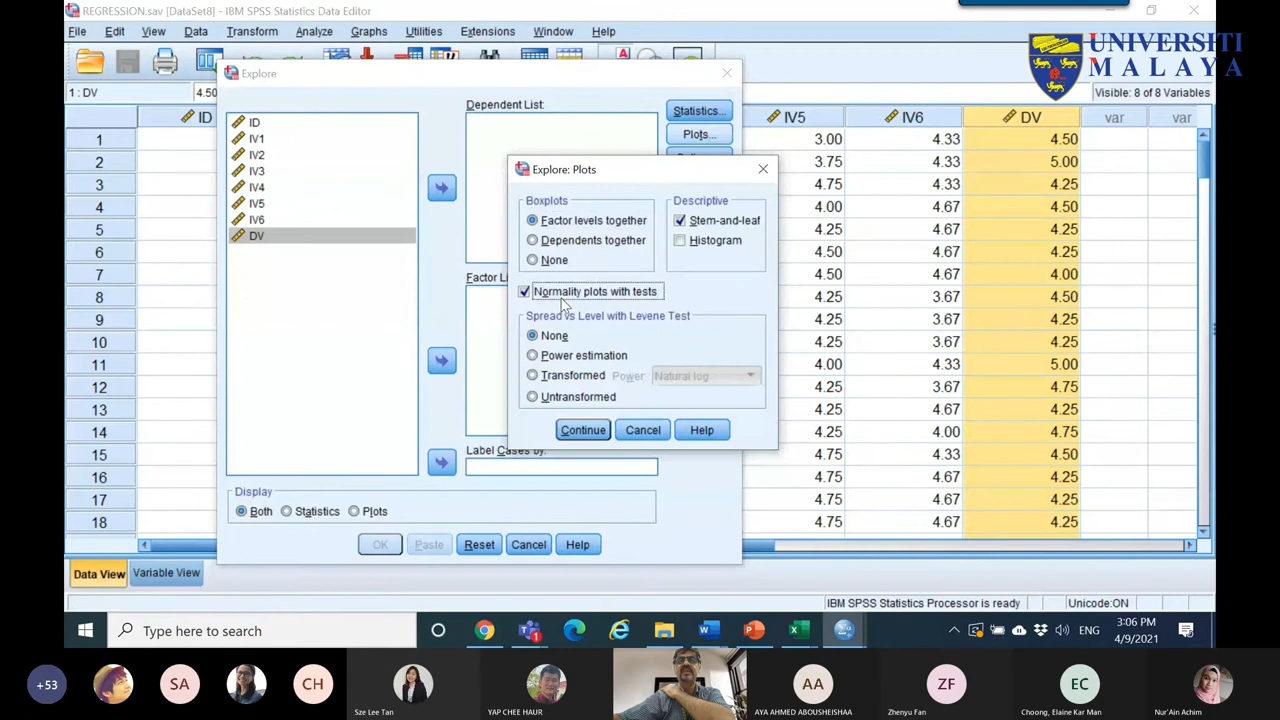 REGRESSION.sav [DataSet8] - IBM SPSS Statistics Data Editor
File Edit View Data Transform Analyze Graphs Utilities Extensions Window Help
UNIVERSITI
MALAYA
1 : DV 4.50 Visible: 8 of 8 Variables
ID IV5 IV6 DV var var
1 3.00 4.33 4.50
2 3.75 4.33 5.00
3 4.75 4.33 4.25
4 4.00 4.67 4.75
5 4.25 4.67 4.25
6 4.50 4.67 4.25
7 4.50 4.67 4.00
8 4.25 3.67 4.75
9 4.25 3.67 4.00
10 4.25 3.67 4.25
11 4.00 4.33 5.00
12 4.25 3.67 4.75
13 4.25 4.67 4.25
14 4.25 4.00 4.75
15 4.75 4.33 4.50
16 4.75 4.67 4.25
17 4.75 4.67 4.25
18 4.75 4.67 4.25
Explore
ID
IV1
IV2
IV3
IV4
IV5
IV6
DV
Dependent List:
Statistics...
Plots...
Label Cases by:
Display
Both Statistics Plots
OK Paste Reset Cancel Help
Explore: Plots
Boxplots
Factor levels together
Dependents together
None
Descriptive
Stem-and-leaf
Histogram
Normality plots with tests
Spread vs Level with Levene Test
None
Power estimation
Transformed Power: Natural log
Untransformed
Continue Cancel Help
Data View Variable View
IBM SPSS Statistics Processor is ready Unicode:ON
Type here to search
ENG
3:06 PM
4/9/2021
+53 SA CH AA ZF EC
Sze Lee Tan YAP CHEE HAUR AYA AHMED ABOUSHEISHAA Zhenyu Fan Choong, Elaine Kar Man Nur'Ain Achim